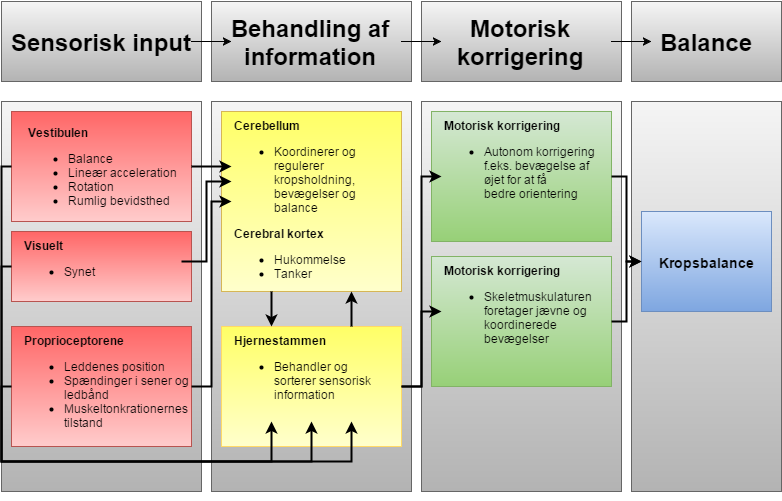 Sensorisk input
Behandling af
information
Motorisk
korrigering
Balance
Vestibulen
Balance
Lineær acceleration
Rotation
Rumlig bevidsthed
Visuelt
Synet
Proprioceptorene
Leddenes position
Spændinger i sener og
ledbånd
Muskeltonkrationernes
tilstand
Cerebellum
Koordinerer og
regulerer
kropsholdning,
bevægelser og
balance
Cerebral kortex
Hukommelse
Tanker
Hjernestammen
Behandler og
sorterer sensorisk
information
Motorisk korrigering
Autonom korrigering
f.eks. bevægelse af
øjet for at få
bedre orientering
Motorisk korrigering
Skeletmuskulaturen
foretager jævne og
koordinerede
bevægelser
Kropsbalance